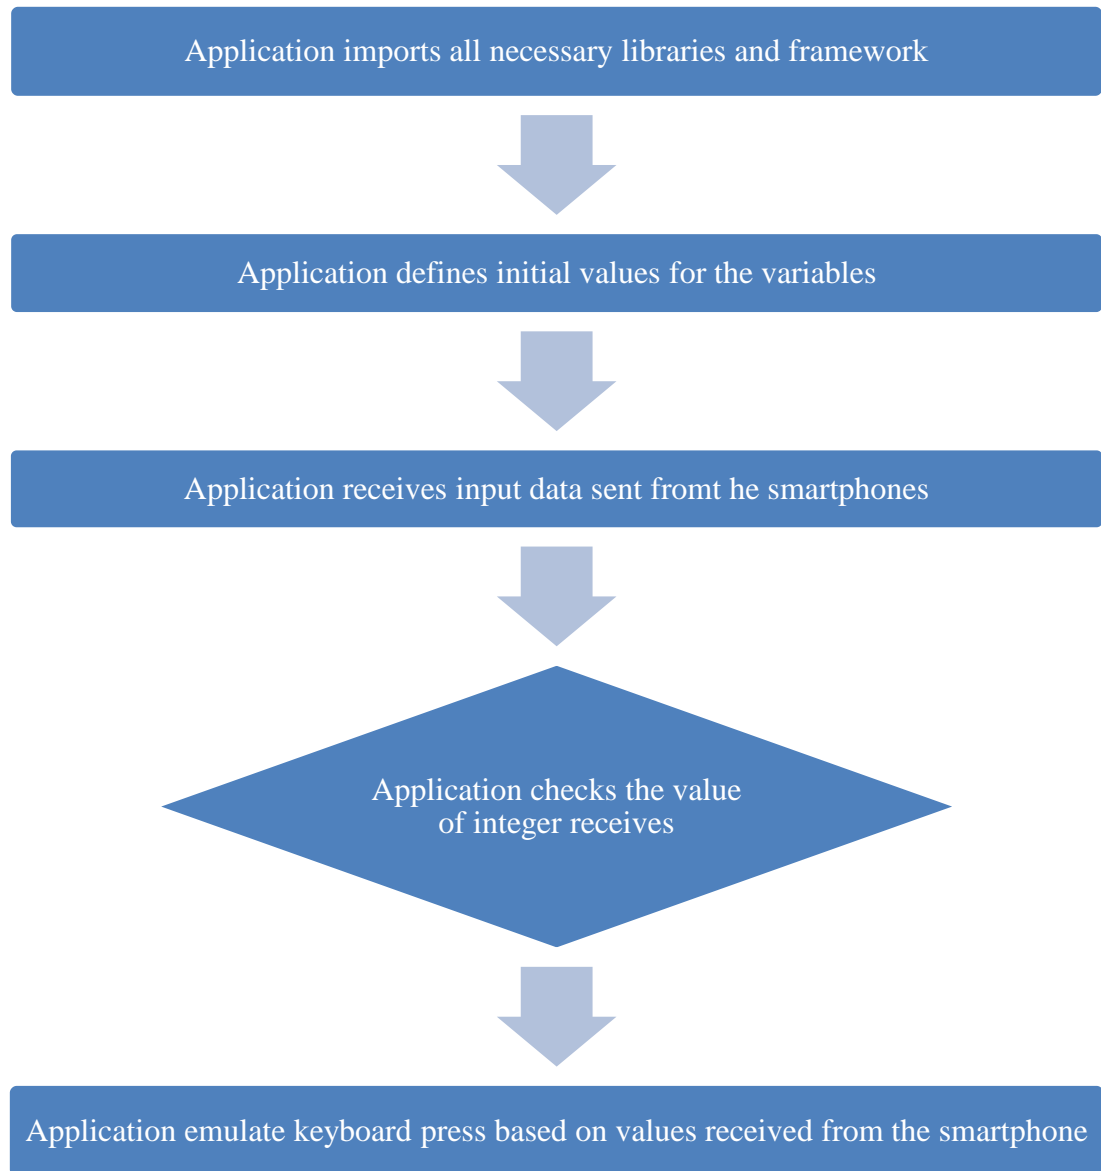 Application imports all necessary libraries and framework
Application defines initial values for the variables
Application receives input data sent fromt he smartphones
Application checks the value
of integer receives
Application emulate keyboard press based on values received from the smartphone